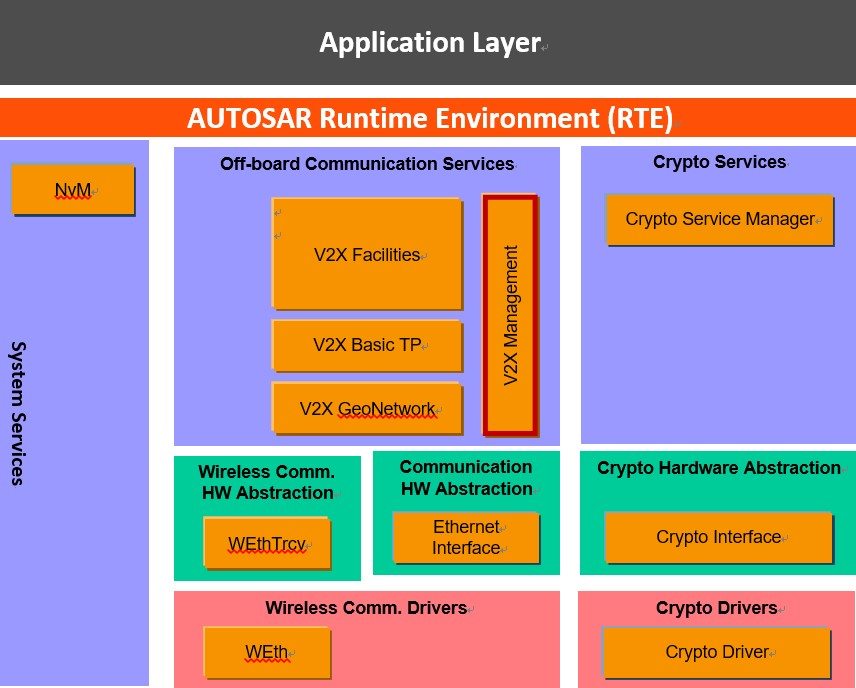 Application Layer
AUTOSAR Runtime Environment (RTE)
NvM
System Services
Off-board Communication Services
V2X Facilities
V2X Basic TP
V2X GeoNetwork
V2X Management
Crypto Services
Crypto Service Manager
Wireless Comm.
HW Abstraction
WEthTrcv
Communication
HW Abstraction
Ethernet
Interface
Crypto Hardware Abstraction
Crypto Interface
Wireless Comm. Drivers
WEth
Crypto Drivers
Crypto Driver